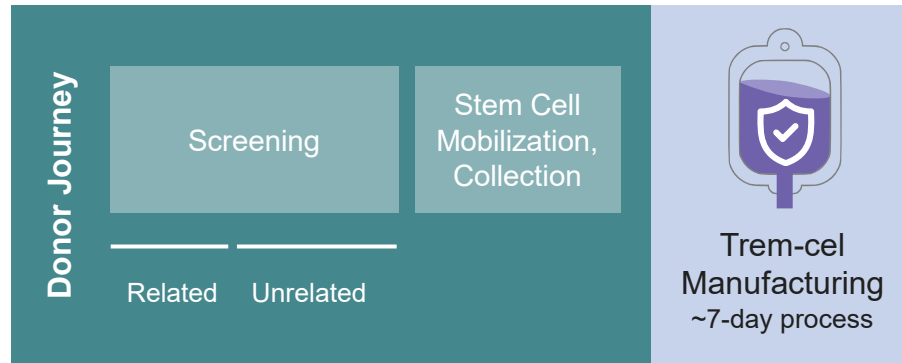 Donor Journey
Screening
Stem Cell
Mobilization,
Collection
Related
Unrelated
Trem-cel
Manufacturing
~7-day process